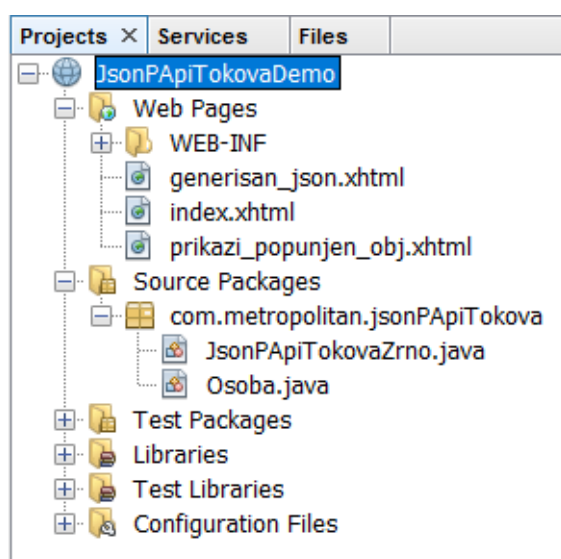 Projects × Services Files
JsonPApiTokovaDemo
Web Pages
WEB-INF
generisan_json.xhtml
index.xhtml
prikazi_popunjen_obj.xhtml
Source Packages
com.metropolitan.jsonPApiTokova
JsonPApiTokovaZrno.java
Osoba.java
Test Packages
Libraries
Test Libraries
Configuration Files